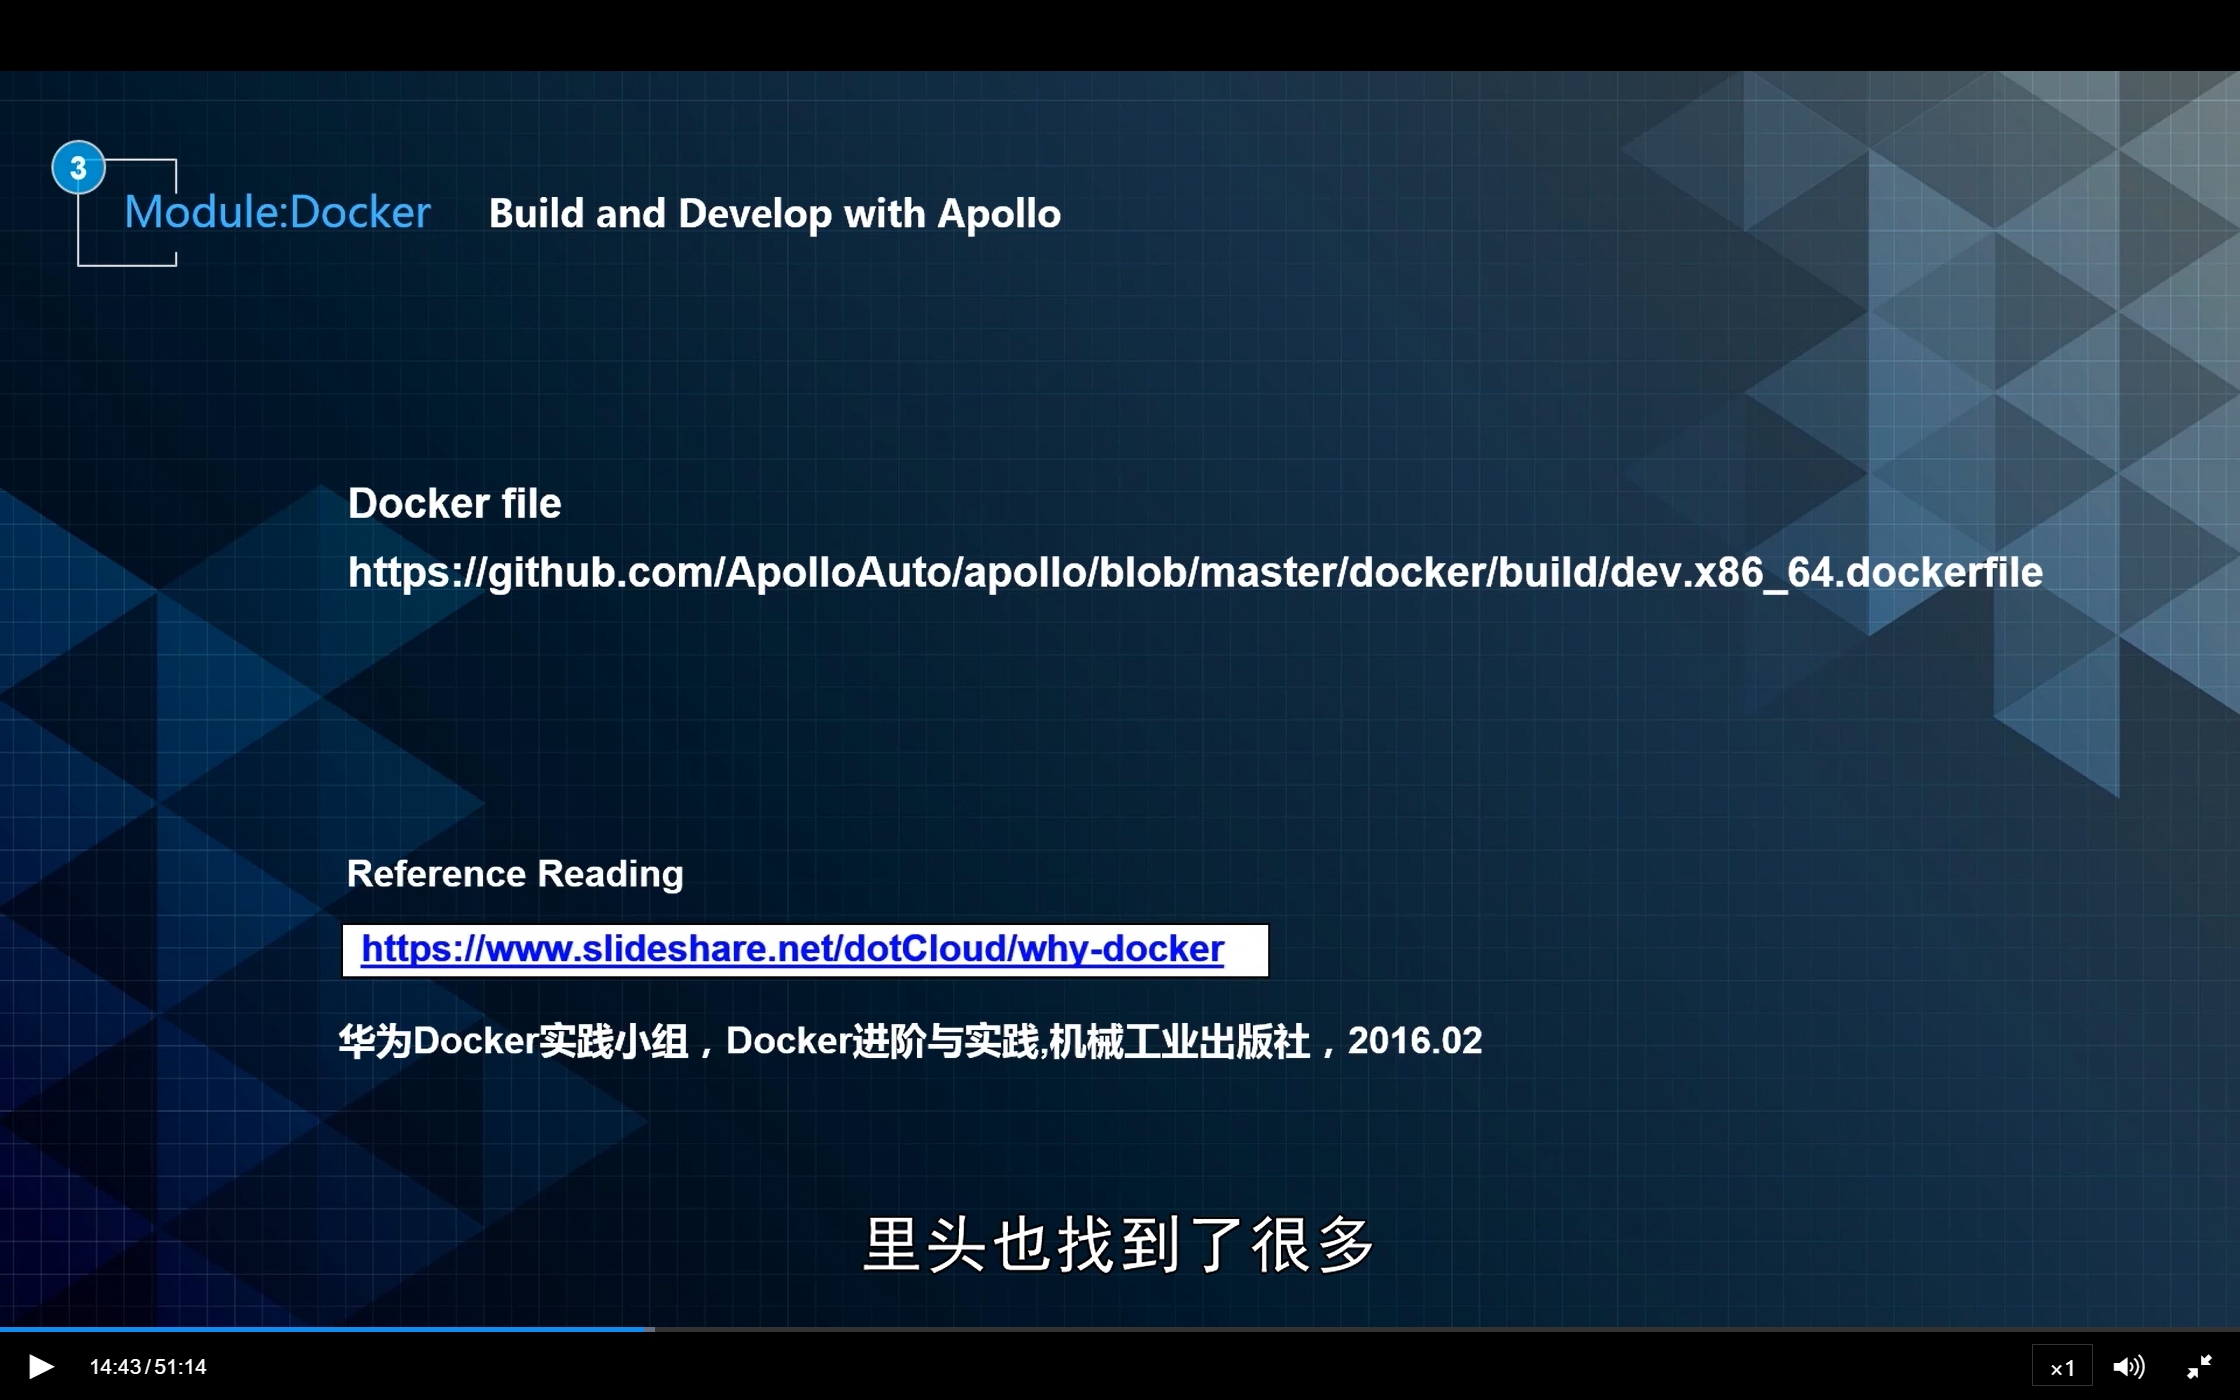 3
Module:Docker
Build and Develop with Apollo
Docker file
https://github.com/ApolloAuto/apollo/blob/master/docker/build/dev.x86_64.dockerfile
Reference Reading
https://www.slideshare.net/dotCloud/why-docker
华为Docker实践小组，Docker进阶与实践,机械工业出版社，2016.02
里头也找到了很多
14:43/51:14
×1